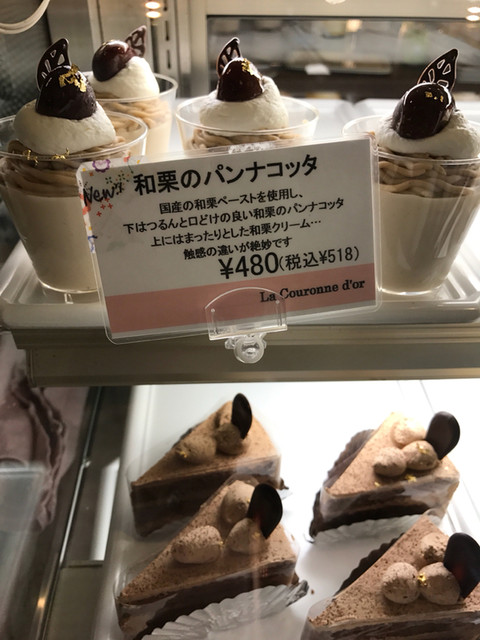 New!
和栗のパンナコッタ
国産の和栗ペーストを使用し、
下はつるんと口どけの良い和栗のパンナコッタ
上にはまったりとした和栗クリーム…
触感の違いが絶妙です
¥480(税込¥518)
La Couronne d'or